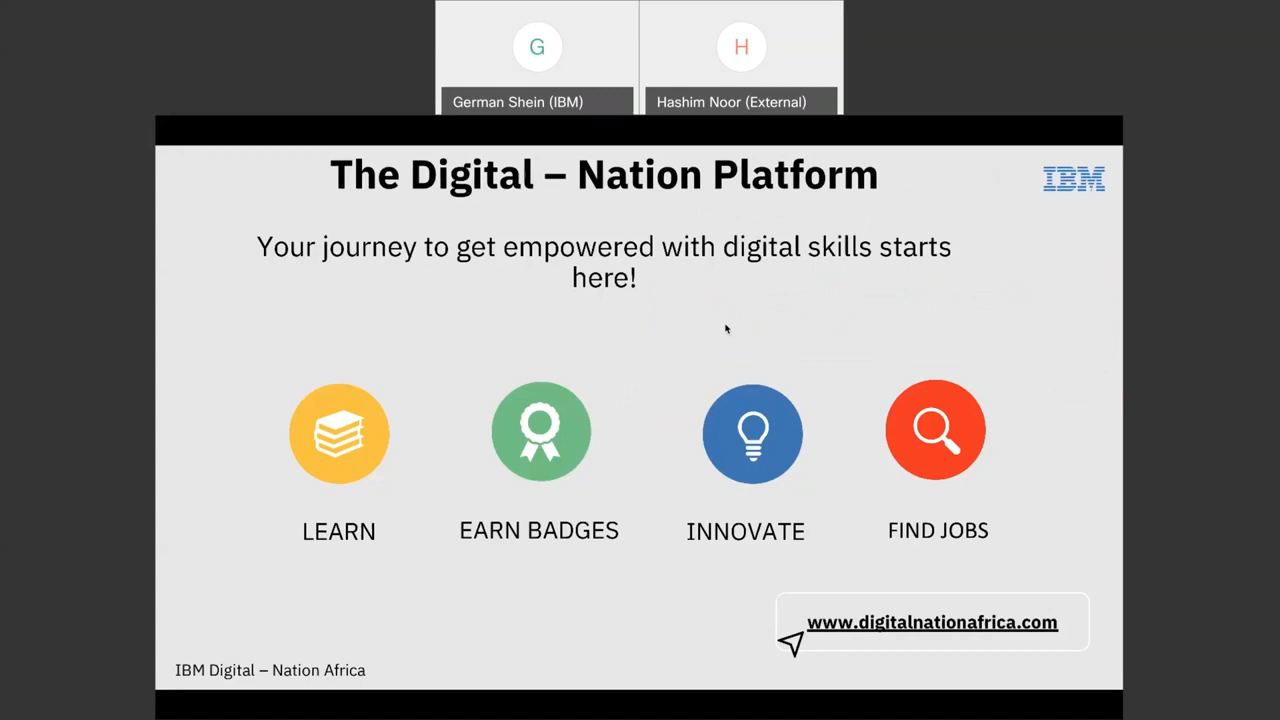 G
H
German Shein (IBM)
Hashim Noor (External)
The Digital – Nation Platform
IBM
Your journey to get empowered with digital skills starts
here!
LEARN
EARN BADGES
INNOVATE
FIND JOBS
www.digitalnationafrica.com
IBM Digital – Nation Africa